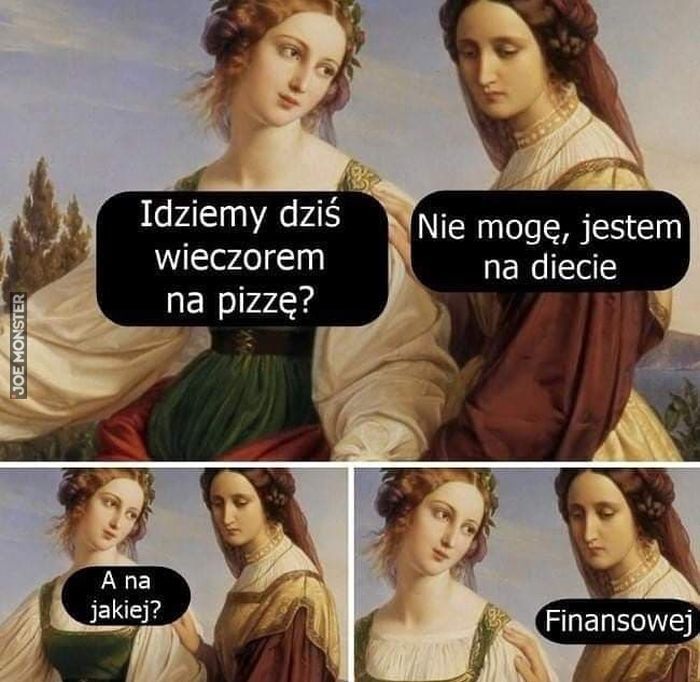 Idziemy dziś
wieczorem
na pizzę?
Nie mogę, jestem
na diecie
JOE MONSTER
A na
jakiej?
Finansowej